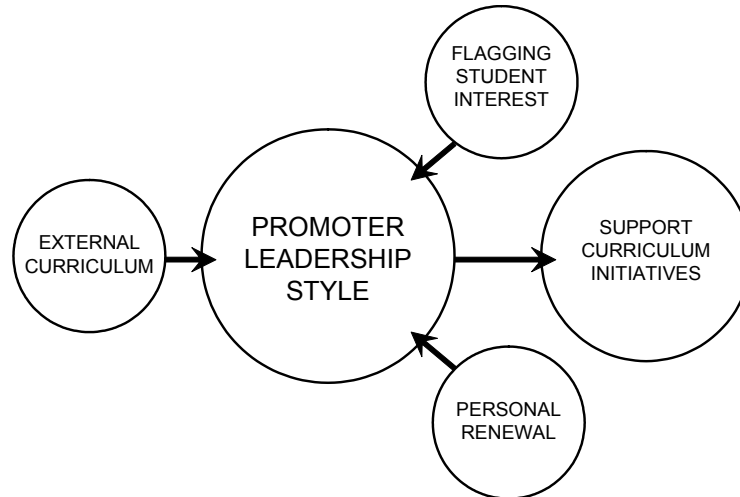 FLAGGING
STUDENT
INTEREST
EXTERNAL
CURRICULUM
PROMOTER
LEADERSHIP
STYLE
SUPPORT
CURRICULUM
INITIATIVES
PERSONAL
RENEWAL